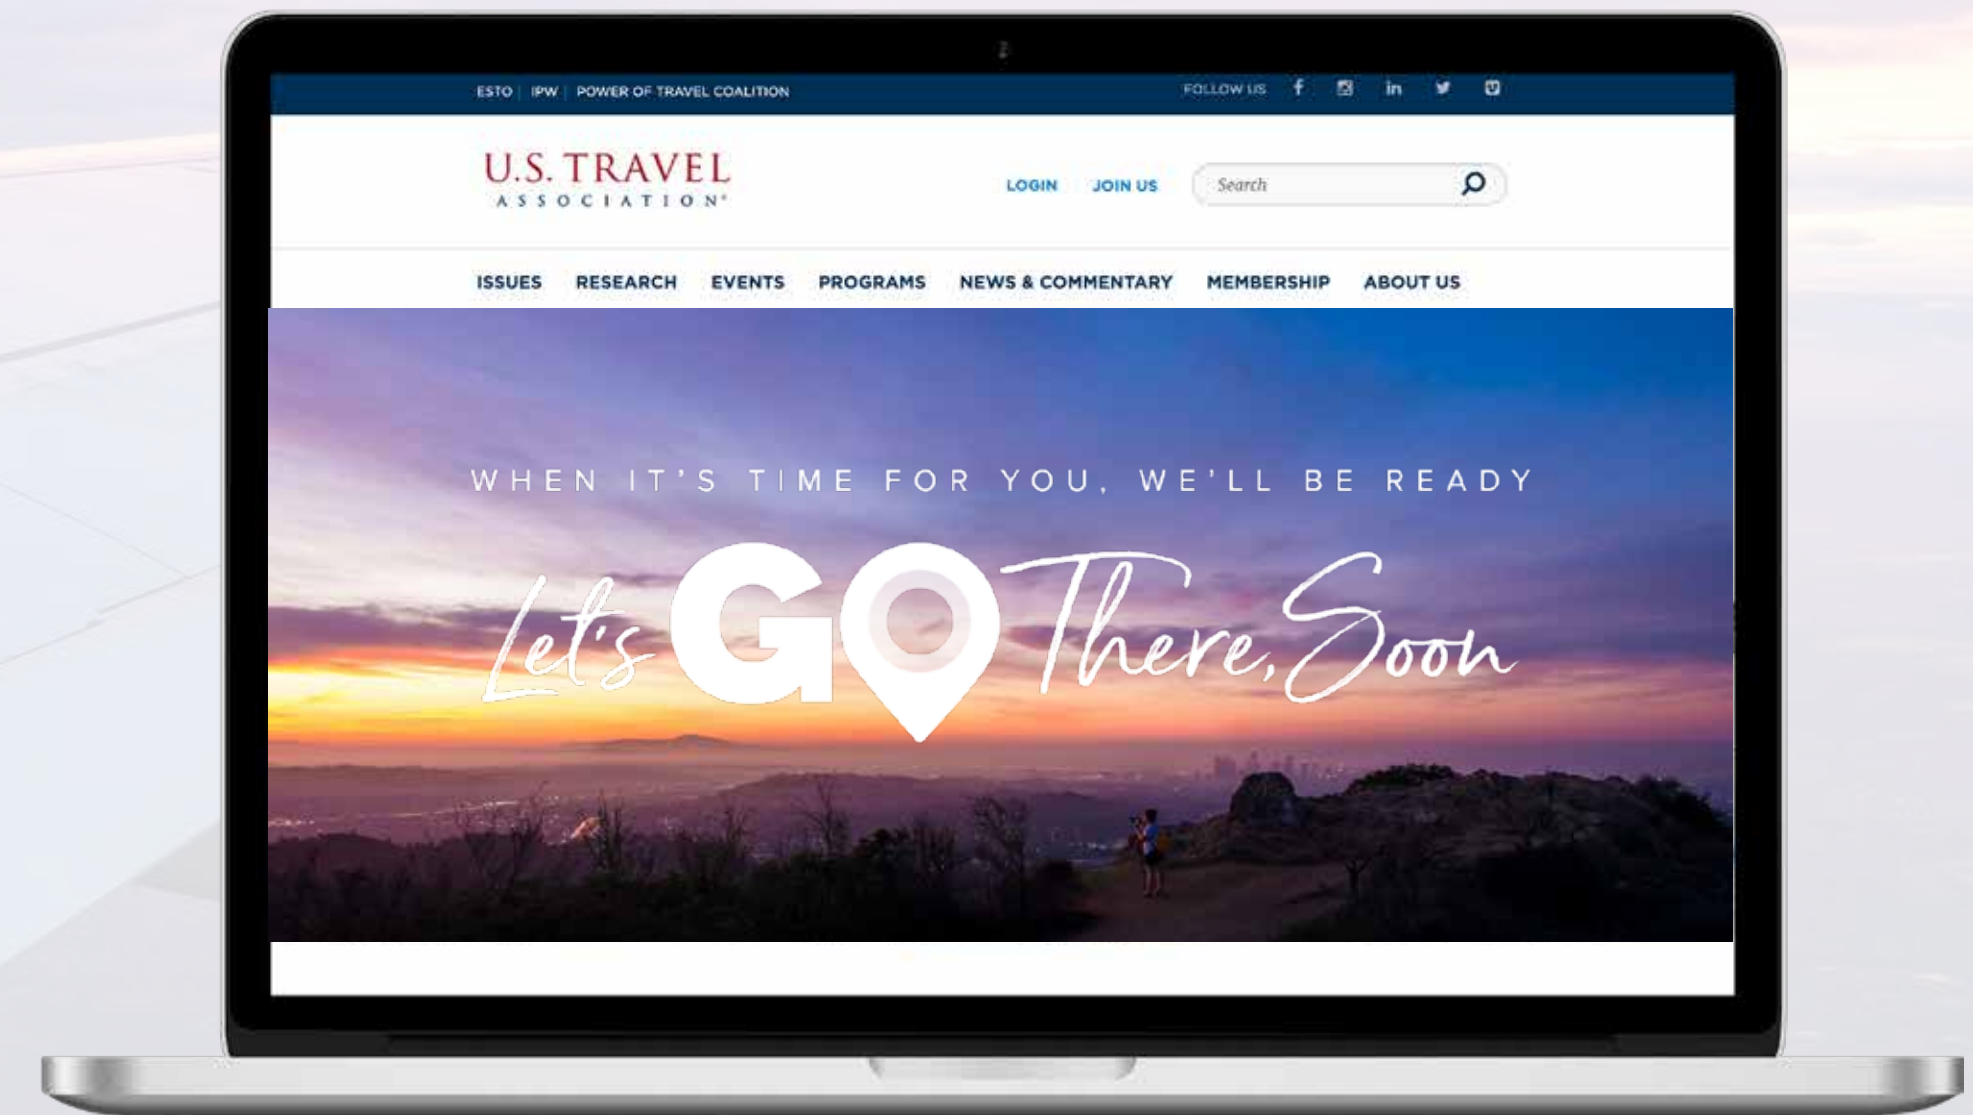 ESTO | IPW | POWER OF TRAVEL COALITION FOLLOW US
U.S. TRAVEL
ASSOCIATION®
LOGIN JOIN US Search
ISSUES RESEARCH EVENTS PROGRAMS NEWS & COMMENTARY MEMBERSHIP ABOUT US
WHEN IT'S TIME FOR YOU, WE'LL BE READY
Let's GO There, Soon